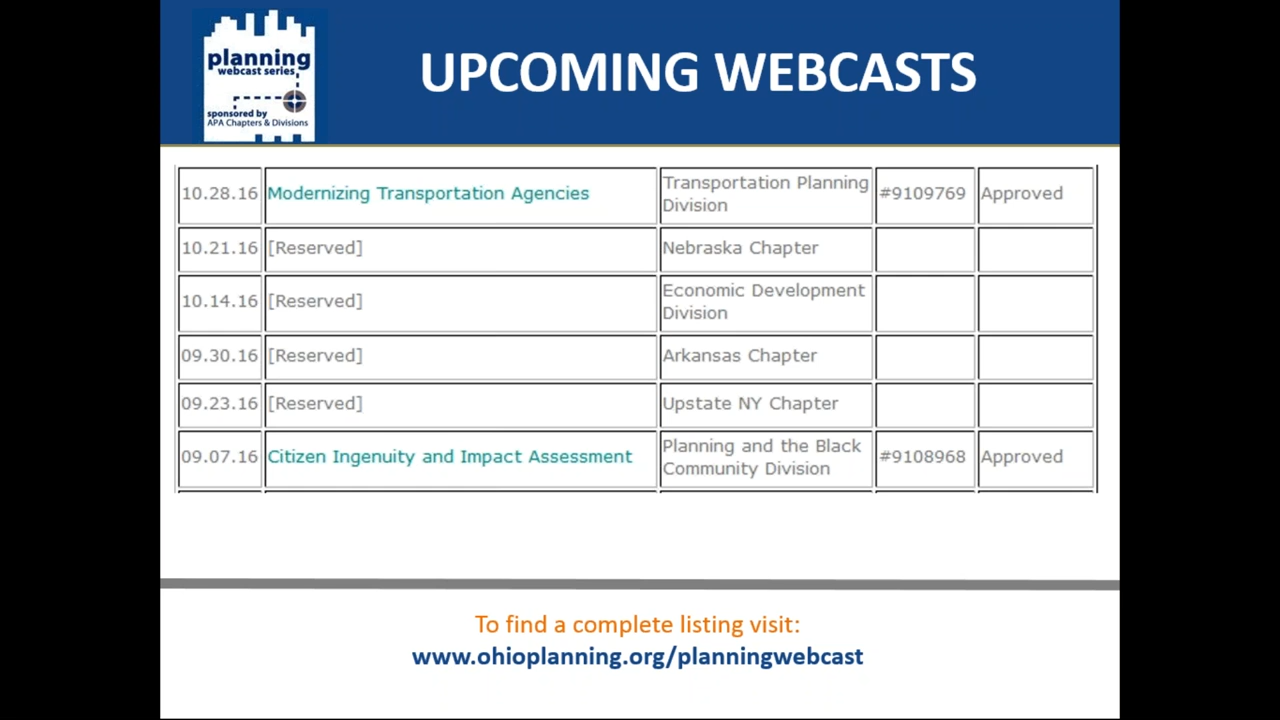 planning
webcast series
sponsored by
APA Chapters & Divisions
UPCOMING WEBCASTS
10.28.16 Modernizing Transportation Agencies Transportation Planning Division #9109769 Approved
10.21.16 [Reserved] Nebraska Chapter
10.14.16 [Reserved] Economic Development Division
09.30.16 [Reserved] Arkansas Chapter
09.23.16 [Reserved] Upstate NY Chapter
09.07.16 Citizen Ingenuity and Impact Assessment Planning and the Black Community Division #9108968 Approved
To find a complete listing visit:
www.ohioplanning.org/planningwebcast